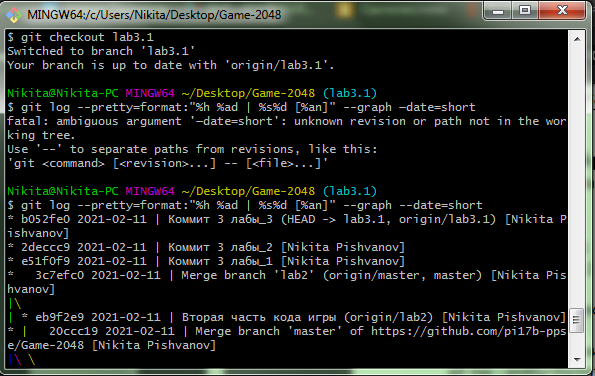 MINGW64:/c/Users/Nikita/Desktop/Game-2048
$ git checkout lab3.1
Switched to branch 'lab3.1'
Your branch is up to date with 'origin/lab3.1'.
Nikita@Nikita-PC MINGW64 ~/Desktop/Game-2048 (lab3.1)
$ git log --pretty=format:"%h %ad | %s%d [%an]" --graph —date=short
fatal: ambiguous argument '—date=short': unknown revision or path not in the wor
king tree.
Use '--' to separate paths from revisions, like this:
'git <command> [<revision>...] -- [<file>...]'
Nikita@Nikita-PC MINGW64 ~/Desktop/Game-2048 (lab3.1)
$ git log --pretty=format:"%h %ad | %s%d [%an]" --graph --date=short
* b052fe0 2021-02-11 | Коммит 3 лабы_3 (HEAD -> lab3.1, origin/lab3.1) [Nikita P
ishvanov]
* 2deccc9 2021-02-11 | Коммит 3 лабы_2 [Nikita Pishvanov]
* e51f0f9 2021-02-11 | Коммит 3 лабы_1 [Nikita Pishvanov]
*   3c7efc0 2021-02-11 | Merge branch 'lab2' (origin/master, master) [Nikita Pis
hvanov]
|\
| * eb9f2e9 2021-02-11 | Вторая часть кода игры (origin/lab2) [Nikita Pishvanov]
* |   20ccc19 2021-02-11 | Merge branch 'master' of https://github.com/pi17b-pps
e/Game-2048 [Nikita Pishvanov]
|\ \